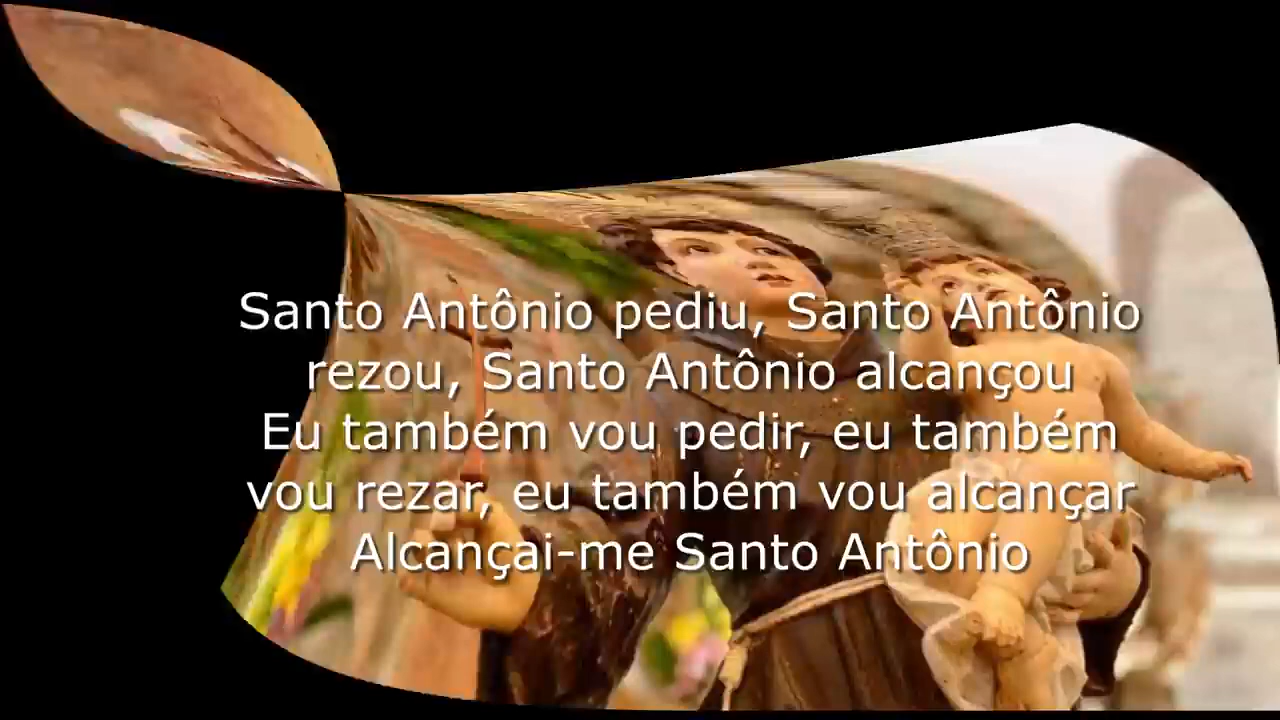 Santo Antônio pediu, Santo Antônio
rezou, Santo Antônio alcançou
Eu também vou pedir, eu também
vou rezar, eu também vou alcançar
Alcançai-me Santo Antônio